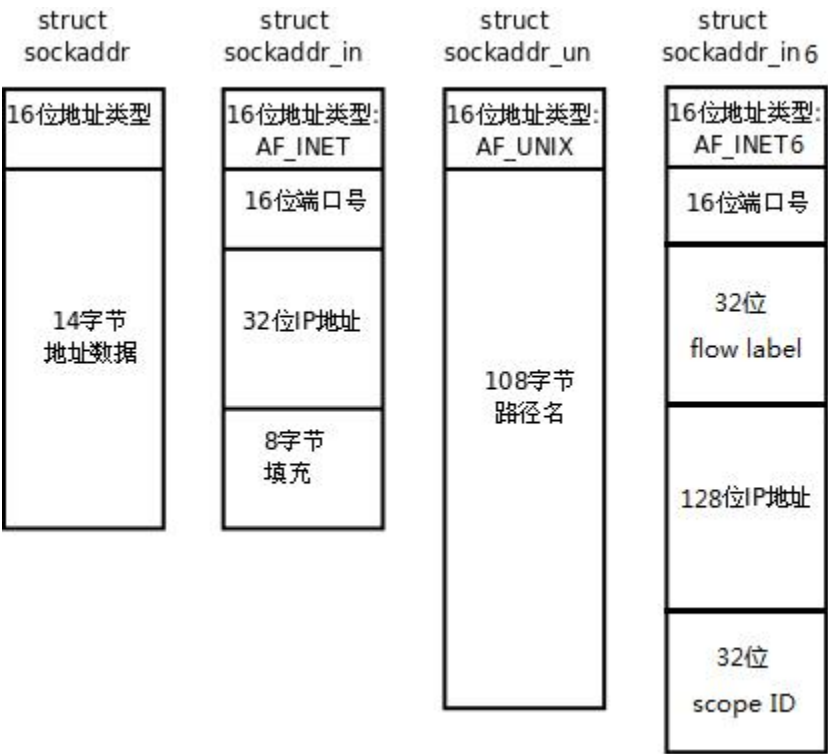 struct
sockaddr
16位地址类型
14字节
地址数据
struct
sockaddr_in
16位地址类型:
AF_INET
16位端口号
32位IP地址
8字节
填充
struct
sockaddr_un
16位地址类型:
AF_UNIX
108字节
路径名
struct
sockaddr_in6
16位地址类型:
AF_INET6
16位端口号
32位
flow label
128位IP地址
32位
scope ID